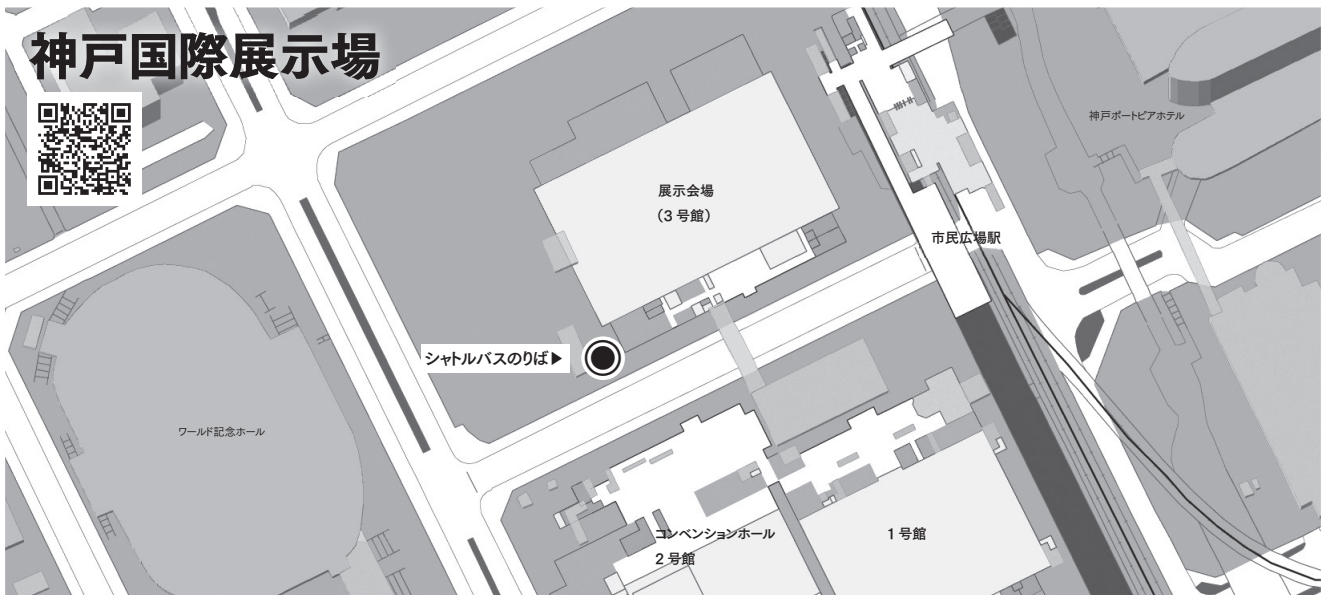 神戸国際展示場
神戸ポートピアホテル
展示会場
（3号館）
市民広場駅
シャトルバスのりば▶
ワールド記念ホール
コンベンションホール
2号館
1号館